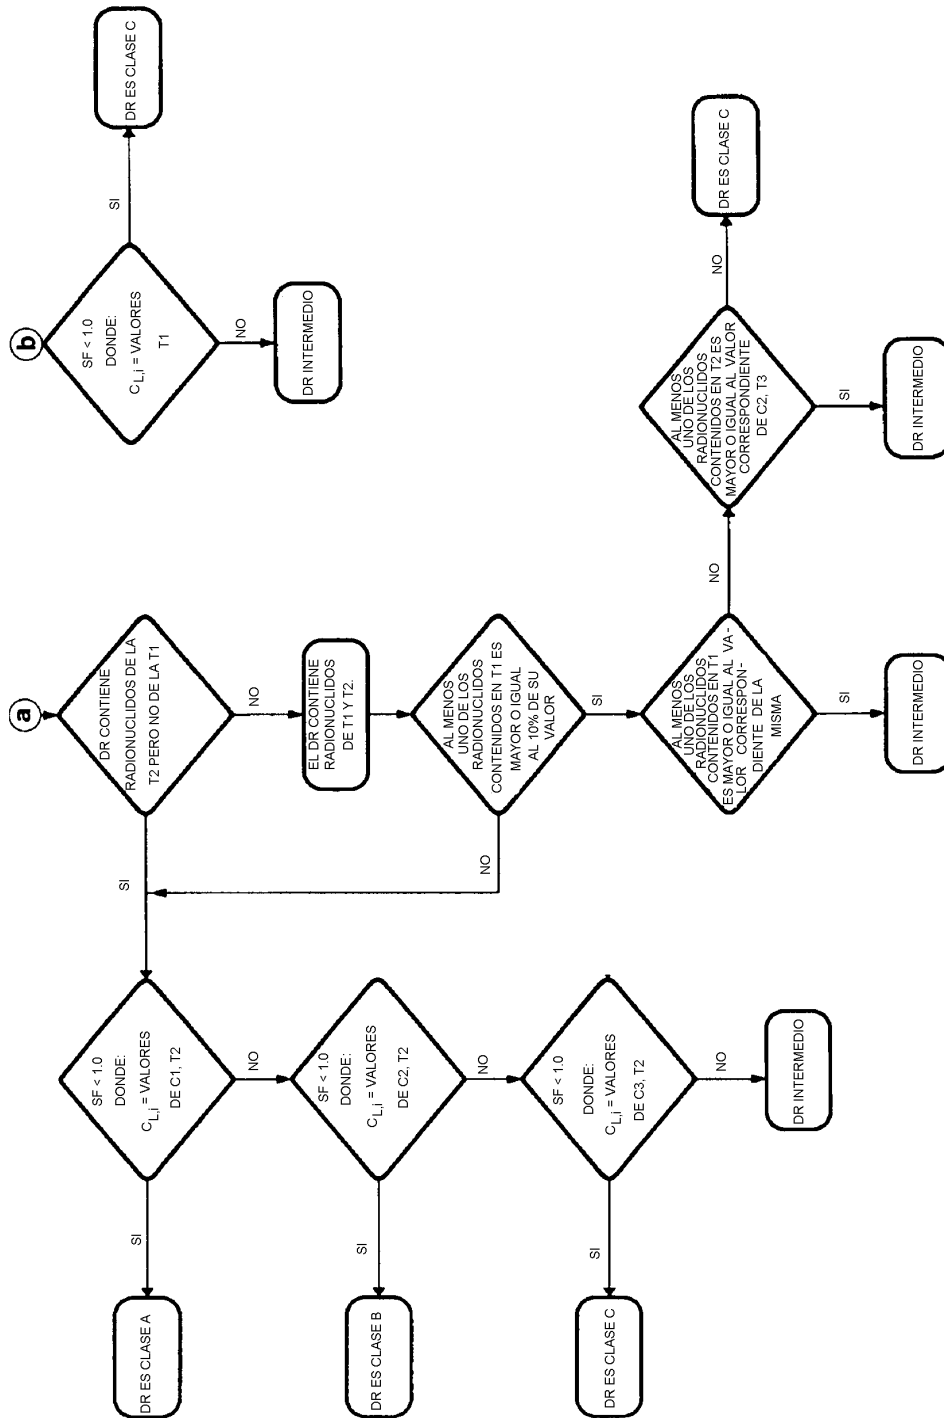 a
DR CONTIENE
RADIONUCLIDOS DE LA
T2 PERO NO DE LA T1
SI
NO
EL DR CONTIENE
RADIONUCLIDOS
DE T1 Y T2.
AL MENOS
UNO DE LOS
RADIONUCLIDOS
CONTENIDOS EN T1 ES
MAYOR O IGUAL
AL 10% DE SU
VALOR
NO
SI
AL MENOS
UNO DE LOS
RADIONUCLIDOS
CONTENIDOS EN T1
ES MAYOR O IGUAL AL VA -
LOR CORRESPON-
DIENTE DE LA
MISMA
SI
DR INTERMEDIO
NO
AL MENOS
UNO DE LOS
RADIONUCLIDOS
CONTENIDOS EN T2 ES
MAYOR O IGUAL AL VALOR
CORRESPONDIENTE
DE C2, T3
SI
DR INTERMEDIO
NO
DR ES CLASE C
SF < 1.0
DONDE:
C L,i = VALORES
DE C1, T2
SI
DR ES CLASE A
NO
SF < 1.0
DONDE:
C L,i = VALORES
DE C2, T2
SI
DR ES CLASE B
NO
SF < 1.0
DONDE:
C L,i = VALORES
DE C3, T2
SI
DR ES CLASE C
NO
DR INTERMEDIO
b
SF < 1.0
DONDE:
C L,i = VALORES
T1
SI
DR ES CLASE C
NO
DR INTERMEDIO